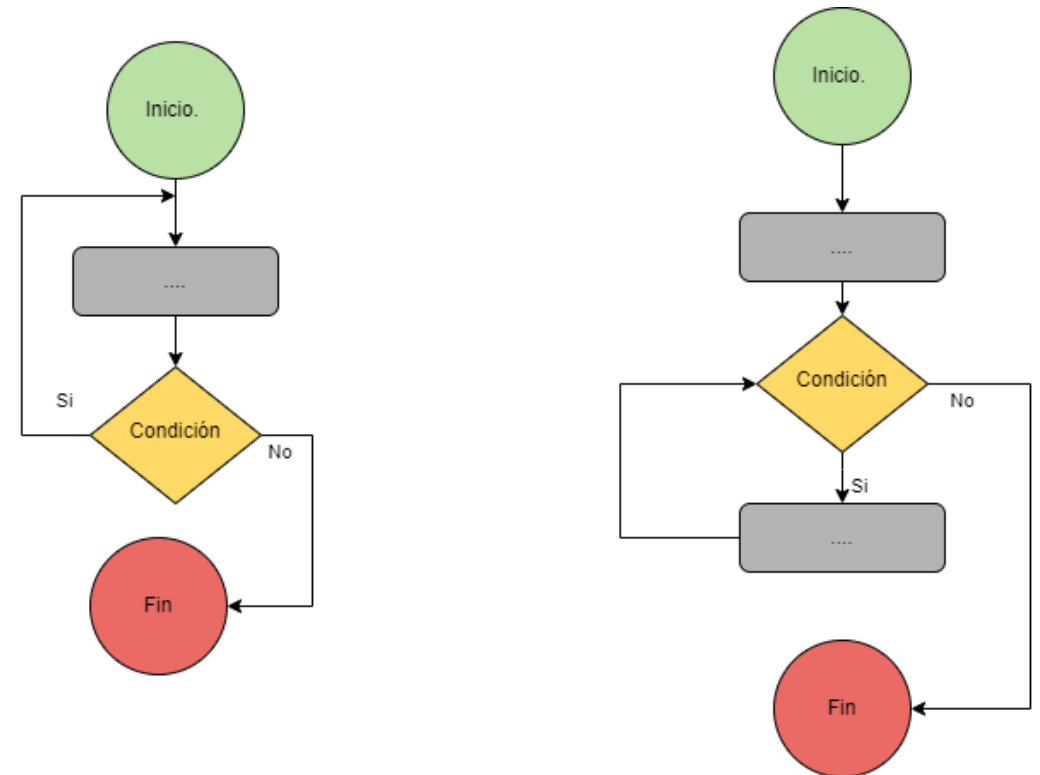 Inicio.
....
Condición
Si
No
Fin
Inicio.
....
Condición
No
Si
....
Fin